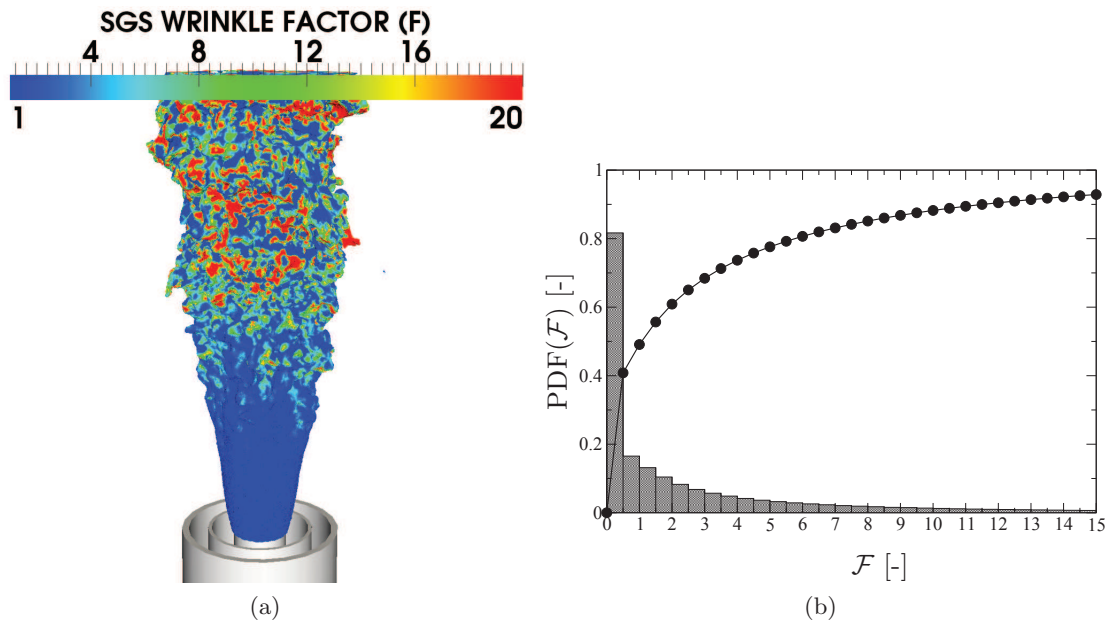 SGS WRINKLE FACTOR (F)
4 8 12 16
1 20
1
0.8
0.6
0.4
0.2
0
PDF(ℱ) [-]
0 1 2 3 4 5 6 7 8 9 10 11 12 13 14 15
ℱ [-]
(a)
(b)